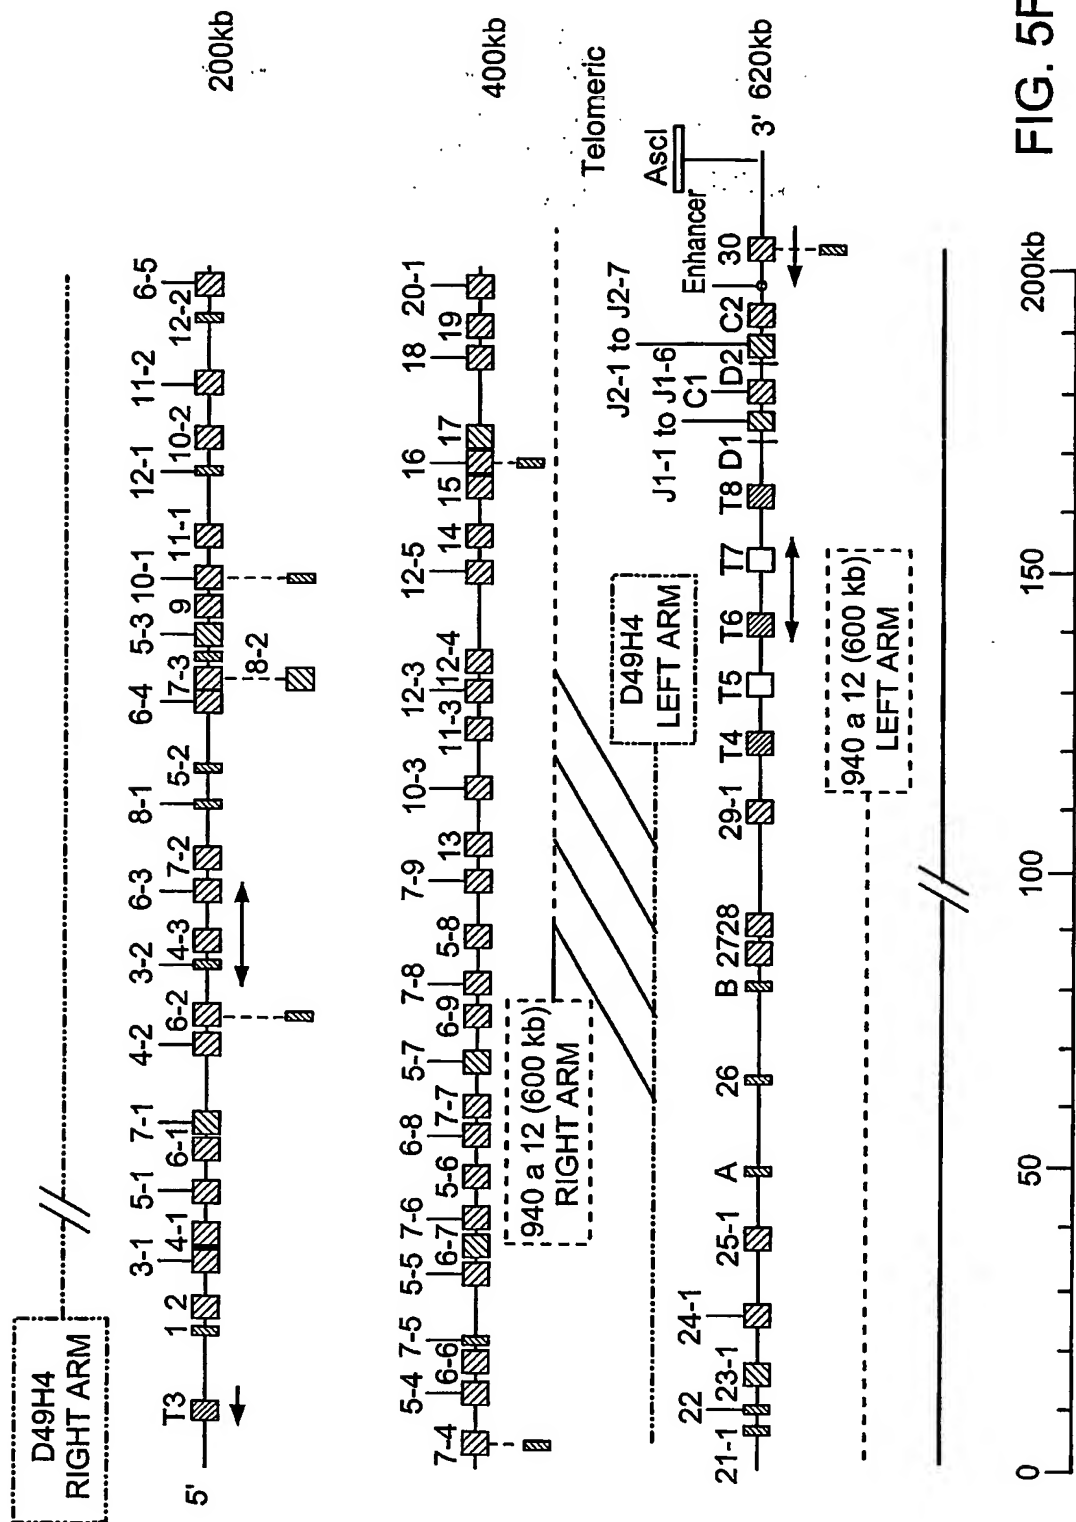 D49H4
RIGHT ARM
5'
T3
1
2
3-1
4-1
5-1
6-1
7-1
4-2
6-2
3-2
4-3
6-3
7-2
8-1
5-2
6-4
7-3
8-2
5-3
9
10-1
11-1
12-1
10-2
11-2
12-2
6-5
200kb
7-4
5-4
6-6
7-5
5-5
6-7
7-6
5-6
6-8
7-7
5-7
6-9
7-8
5-8
7-9
13
10-3
11-3
12-3
12-4
12-5
14
15
16
17
18
19
20-1
400kb
940 a 12 (600 kb)
RIGHT ARM
Telomeric
D49H4
LEFT ARM
21-1
22
23-1
24-1
25-1
A
26
B
27
28
29-1
T4
T5
T6
T7
T8
D1
J1-1 to J1-6
C1
D2
J2-1 to J2-7
C2
Enhancer
30
AscI
3'
620kb
940 a 12 (600 kb)
LEFT ARM
0
50
100
150
200kb
FIG. 5F